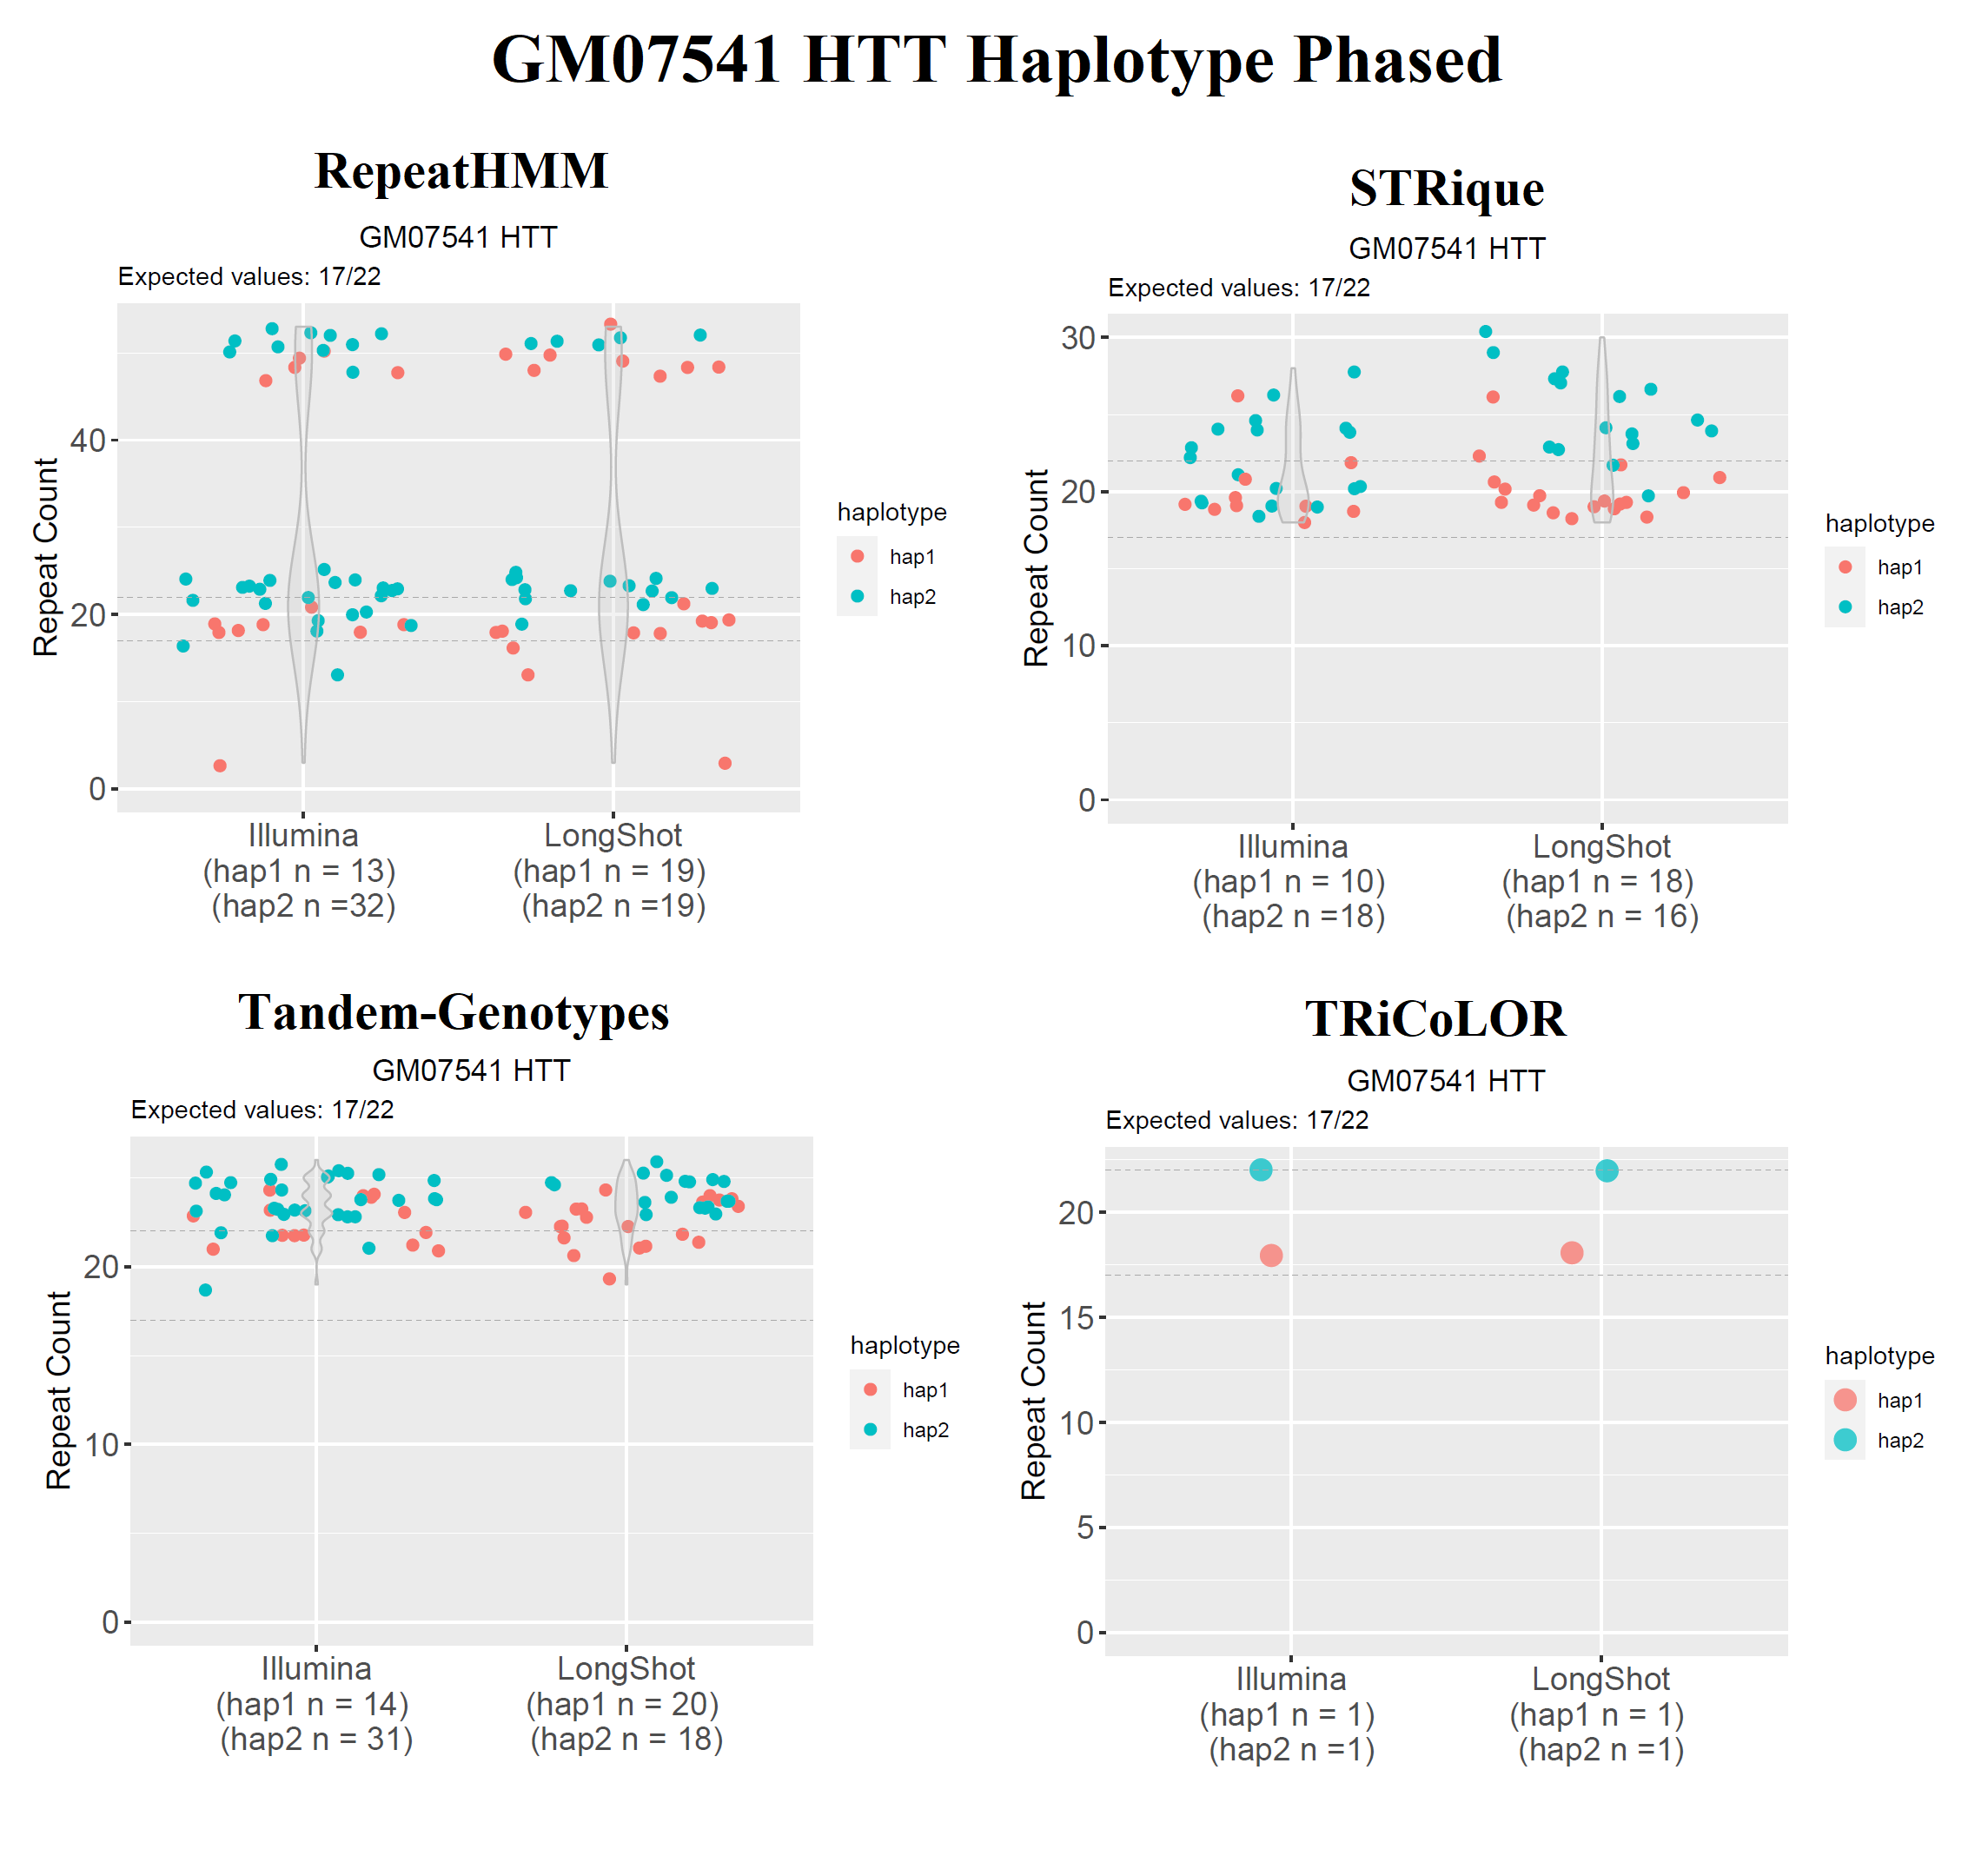 GM07541 HTT Haplotype Phased
RepeatHMM
GM07541 HTT
Expected values: 17/22
Repeat Count
40
20
0
Illumina
(hap1 n = 13)
(hap2 n =32)
LongShot
(hap1 n = 19)
(hap2 n =19)
haplotype
hap1
hap2
STRique
GM07541 HTT
Expected values: 17/22
Repeat Count
30
20
10
0
Illumina
(hap1 n = 10)
(hap2 n =18)
LongShot
(hap1 n = 18)
(hap2 n = 16)
haplotype
hap1
hap2
Tandem-Genotypes
GM07541 HTT
Expected values: 17/22
Repeat Count
20
10
0
Illumina
(hap1 n = 14)
(hap2 n = 31)
LongShot
(hap1 n = 20)
(hap2 n = 18)
haplotype
hap1
hap2
TRiCoLOR
GM07541 HTT
Expected values: 17/22
Repeat Count
20
15
10
5
0
Illumina
(hap1 n = 1)
(hap2 n =1)
LongShot
(hap1 n = 1)
(hap2 n =1)
haplotype
hap1
hap2